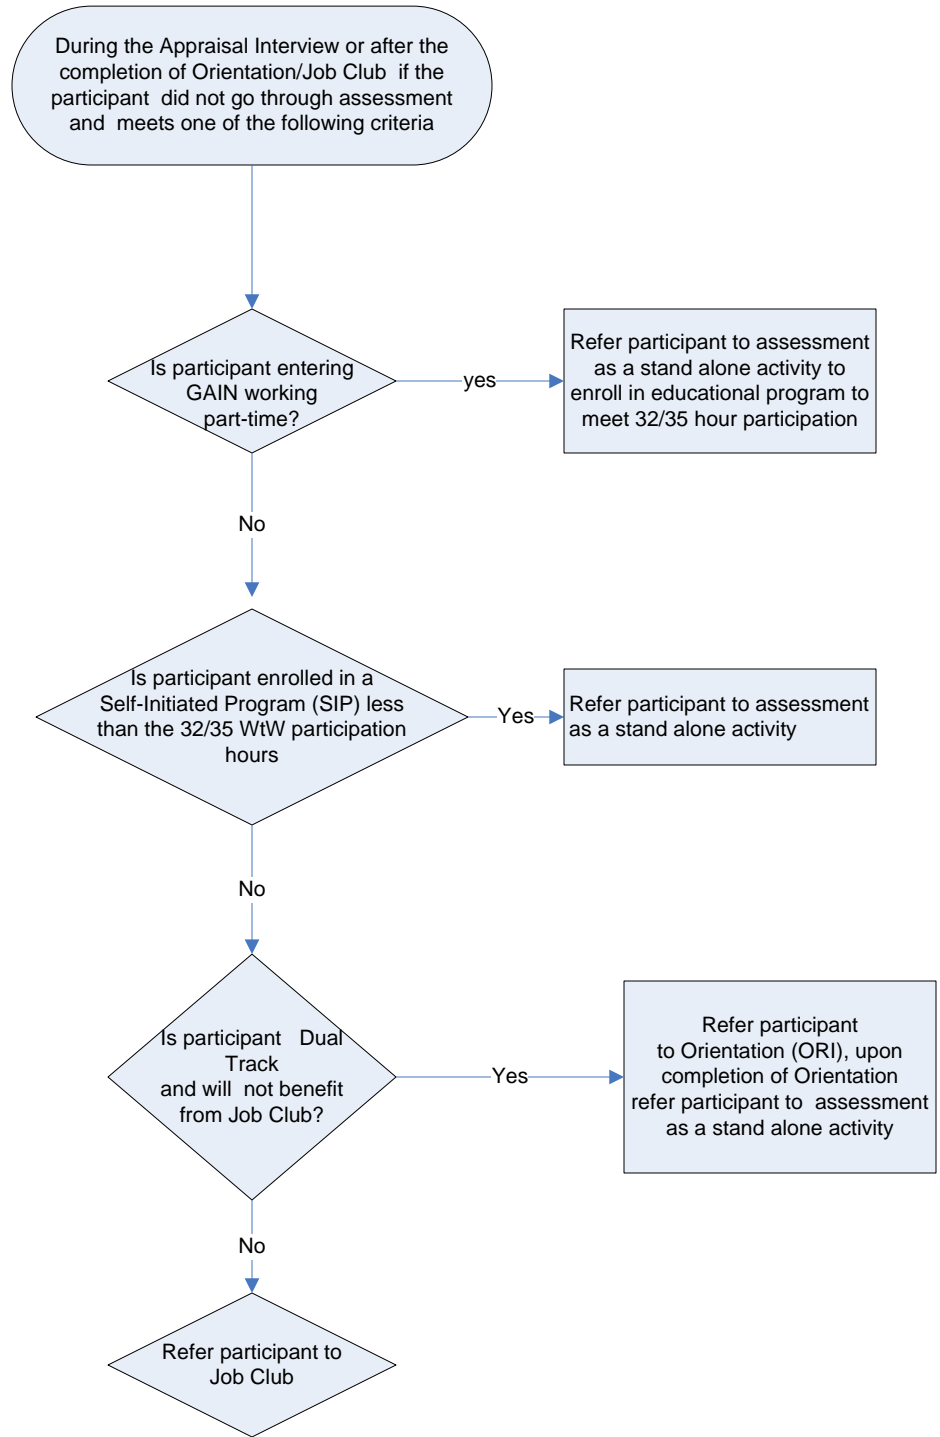 During the Appraisal Interview or after the
completion of Orientation/Job Club if the
participant did not go through assessment
and meets one of the following criteria
Is participant entering
GAIN working
part-time?
yes
Refer participant to assessment
as a stand alone activity to
enroll in educational program to
meet 32/35 hour participation
No
Is participant enrolled in a
Self-Initiated Program (SIP) less
than the 32/35 WtW participation
hours
Yes
Refer participant to assessment
as a stand alone activity
No
Is participant Dual
Track
and will not benefit
from Job Club?
Yes
Refer participant
to Orientation (ORI), upon
completion of Orientation
refer participant to assessment
as a stand alone activity
No
Refer participant to
Job Club